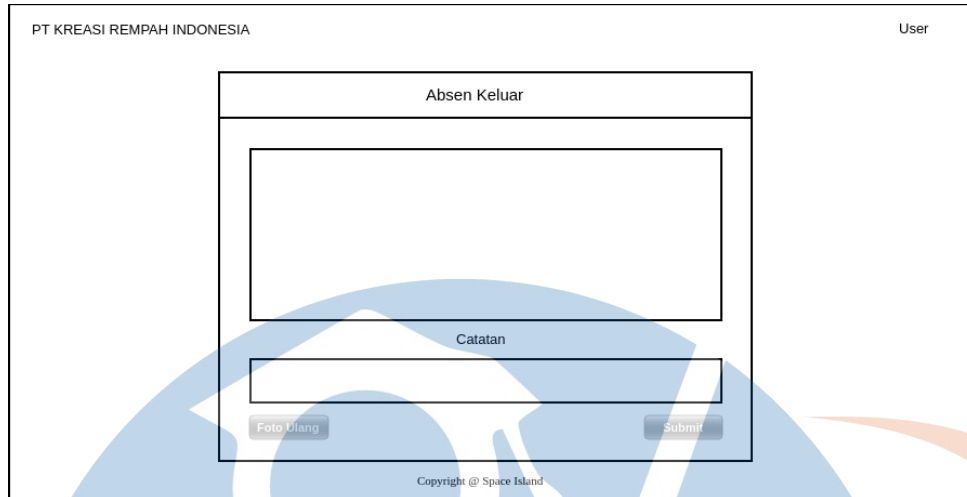 PT KREASI REMPAH INDONESIA
User
Absen Keluar
Catatan
Foto Ulang
Submit
Copyright @ Space Island